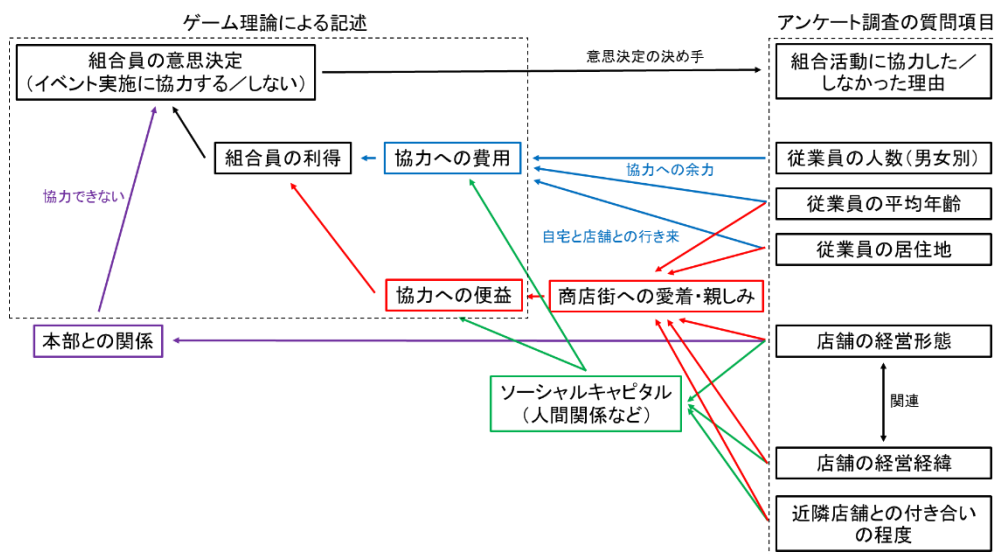 ゲーム理論による記述
アンケート調査の質問項目
組合員の意思決定
（イベント実施に協力する／しない）
意思決定の決め手
組合活動に協力した／
しなかった理由
組合員の利得
協力への費用
従業員の人数（男女別）
協力への余力
協力できない
従業員の平均年齢
自宅と店舗との行き来
従業員の居住地
協力への便益
商店街への愛着・親しみ
本部との関係
店舗の経営形態
ソーシャルキャピタル
（人間関係など）
関連
店舗の経営経緯
近隣店舗との付き合い
の程度